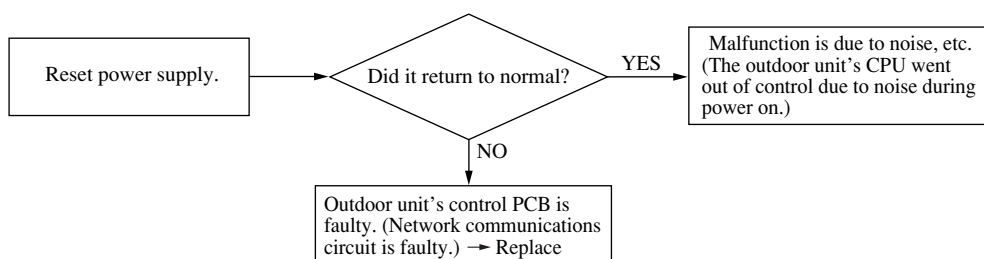 Reset power supply.
Did it return to normal?
YES
Malfunction is due to noise, etc.
(The outdoor unit’s CPU went
out of control due to noise during
power on.)
NO
Outdoor unit’s control PCB is
faulty. (Network communications
circuit is faulty.) → Replace